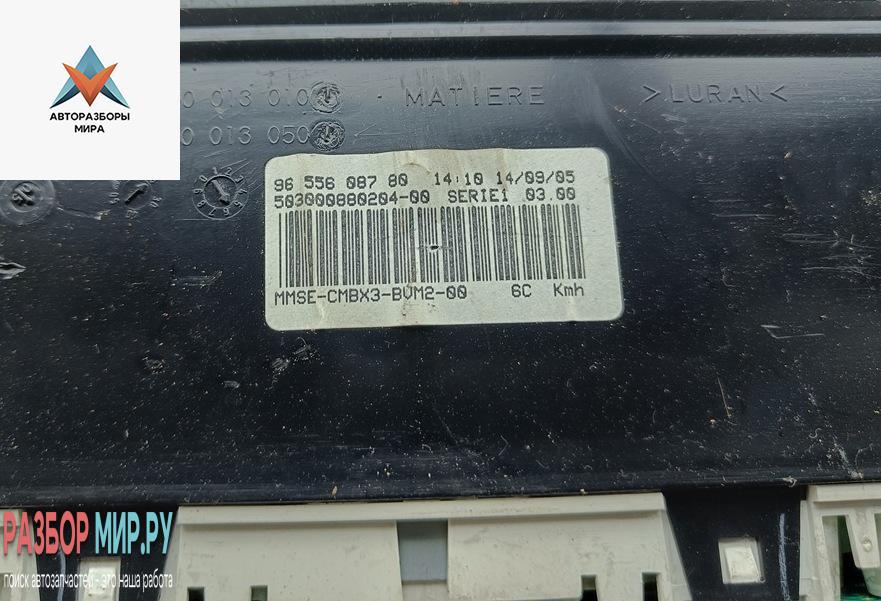 АВТОРАЗБОРЫ
МИРА
0 013 010 · MATIERE >LURAN<
0 013 050
96 556 087 80 14:10 14/09/05
503000880204-00 SERIE1 03.00
MMSE-CMBX3-BVM2-00 6C Kmh
РАЗБОР МИР.РУ
поиск автозапчастей - это наша работа